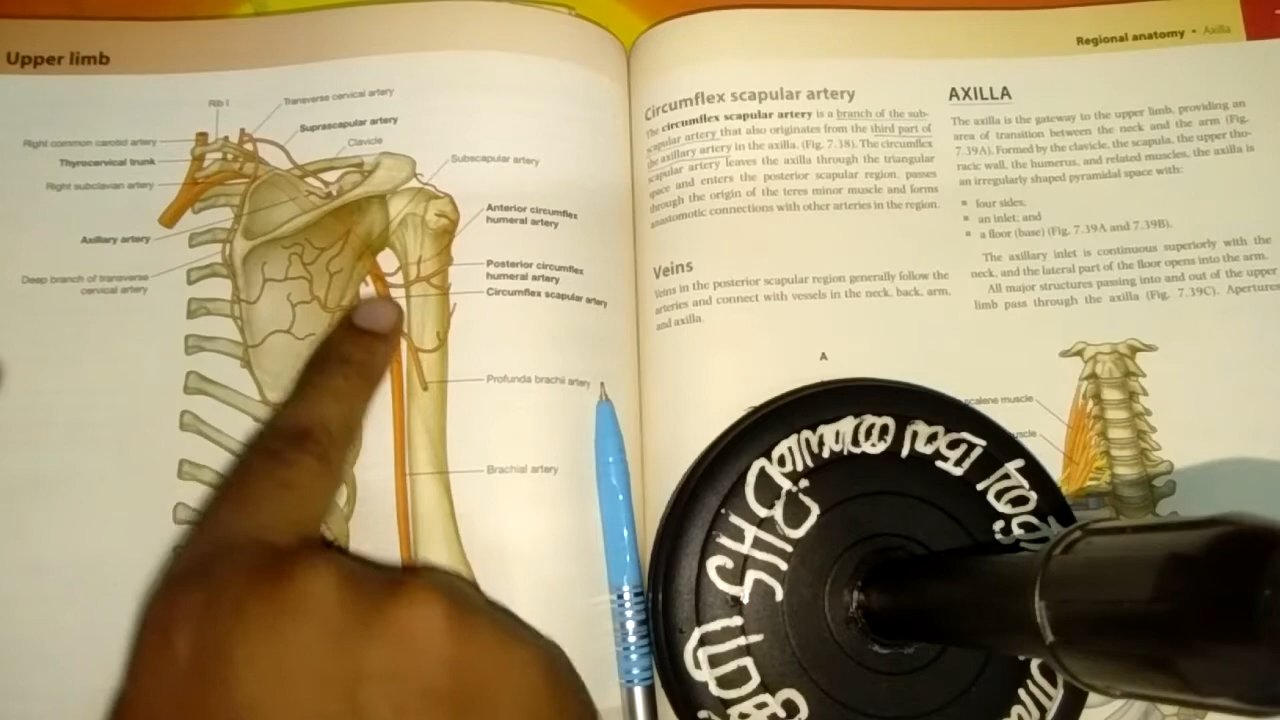 Upper limb
Rib I
Transverse cervical artery
Suprascapular artery
Clavicle
Right common carotid artery
Thyrocervical trunk
Right subclavian artery
Subscapular artery
Axillary artery
Anterior circumflex
humeral artery
Deep branch of transverse
cervical artery
Posterior circumflex
humeral artery
Circumflex scapular artery
Profunda brachii artery
Brachial artery
Regional anatomy • Axilla
Circumflex scapular artery
The circumflex scapular artery is a branch of the sub-
scapular artery that also originates from the third part of
the axillary artery in the axilla. (Fig. 7.38). The circumflex
scapular artery leaves the axilla through the triangular
space and enters the posterior scapular region, passes
through the origin of the teres minor muscle and forms
anastomotic connections with other arteries in the region.
Veins
Veins in the posterior scapular region generally follow the
arteries and connect with vessels in the neck, back, arm,
and axilla.
AXILLA
The axilla is the gateway to the upper limb, providing an
area of transition between the neck and the arm (Fig.
7.39A). Formed by the clavicle, the scapula, the upper tho-
racic wall, the humerus, and related muscles, the axilla is
an irregularly shaped pyramidal space with:
▪ four sides;
▪ an inlet; and
▪ a floor (base) (Fig. 7.39A and 7.39B).
The axillary inlet is continuous superiorly with the
neck, and the lateral part of the floor opens into the arm.
All major structures passing into and out of the upper
limb pass through the axilla (Fig. 7.39C). Apertures
A
scalene muscle